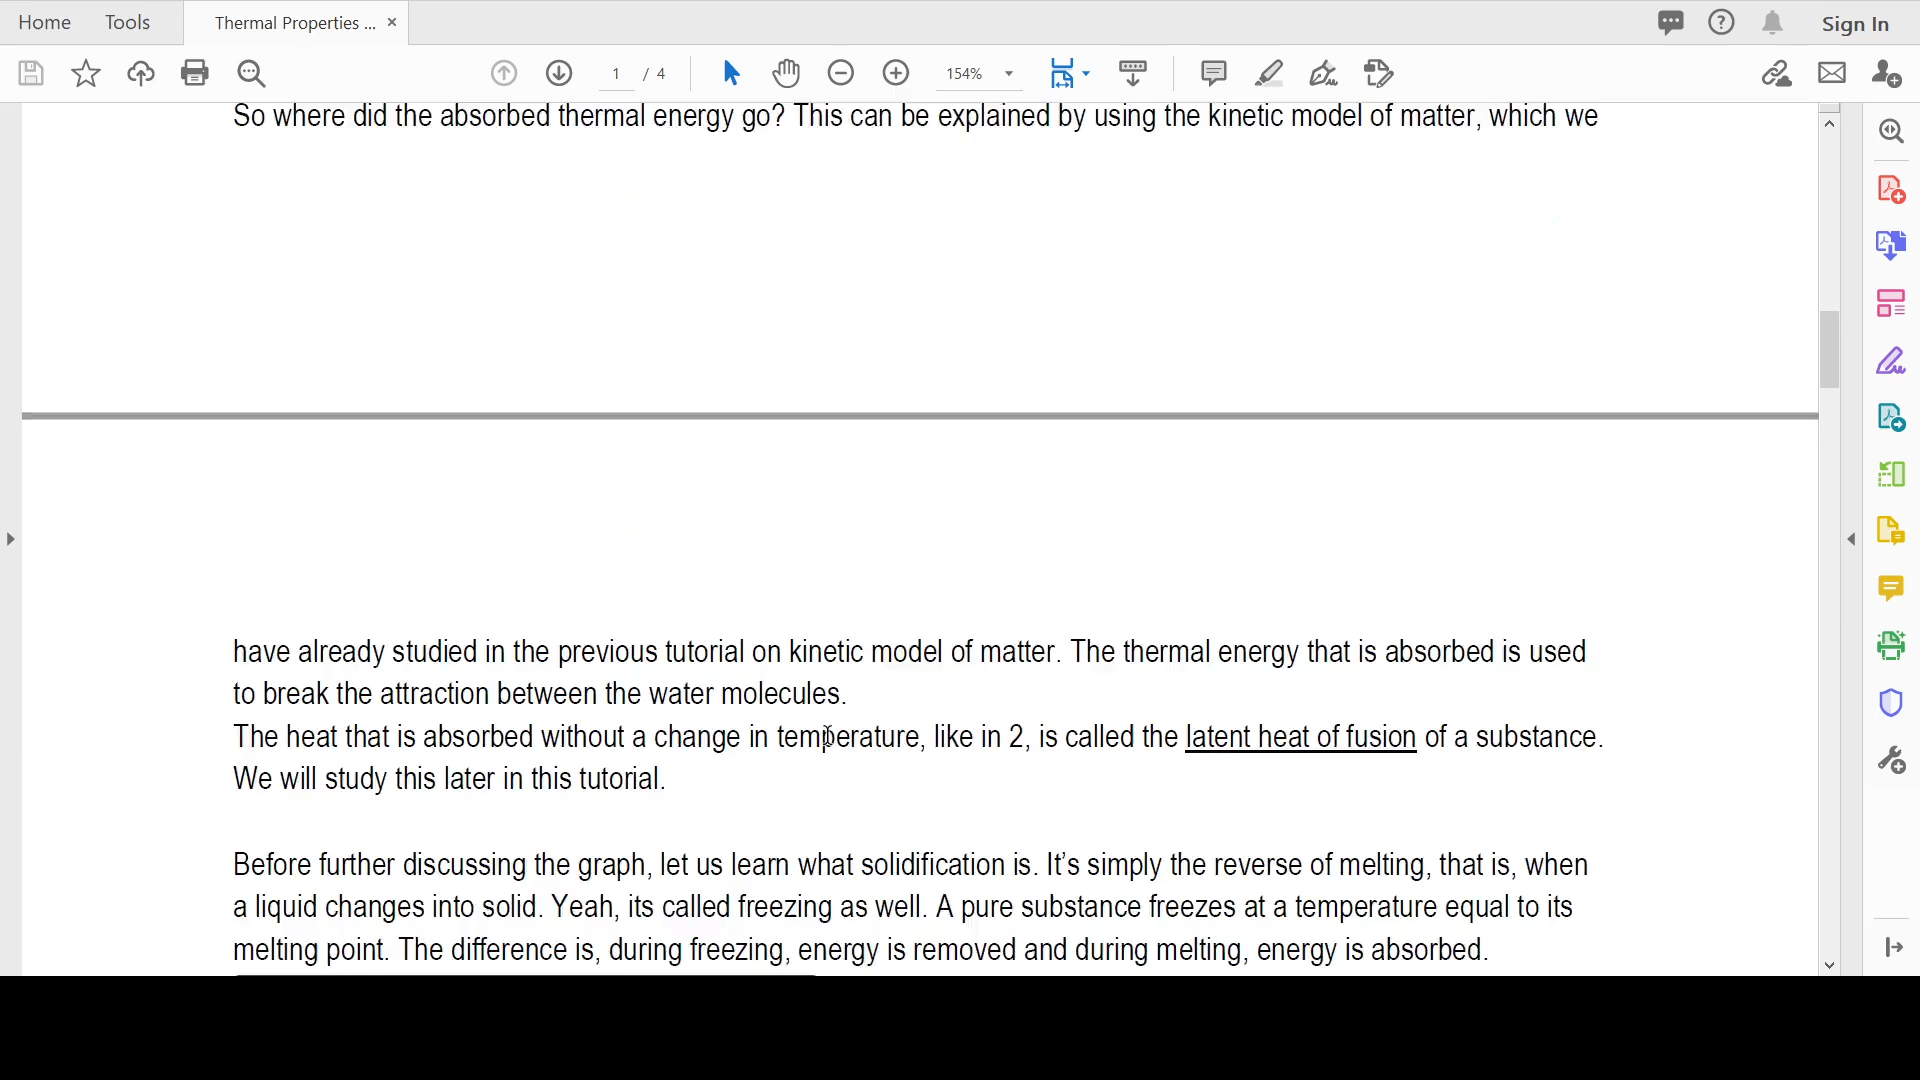 Home Tools Thermal Properties ... × Sign In
1 / 4 154%
So where did the absorbed thermal energy go? This can be explained by using the kinetic model of matter, which we
have already studied in the previous tutorial on kinetic model of matter. The thermal energy that is absorbed is used
to break the attraction between the water molecules.
The heat that is absorbed without a change in temperature, like in 2, is called the latent heat of fusion of a substance.
We will study this later in this tutorial.
Before further discussing the graph, let us learn what solidification is. It’s simply the reverse of melting, that is, when
a liquid changes into solid. Yeah, its called freezing as well. A pure substance freezes at a temperature equal to its
melting point. The difference is, during freezing, energy is removed and during melting, energy is absorbed.